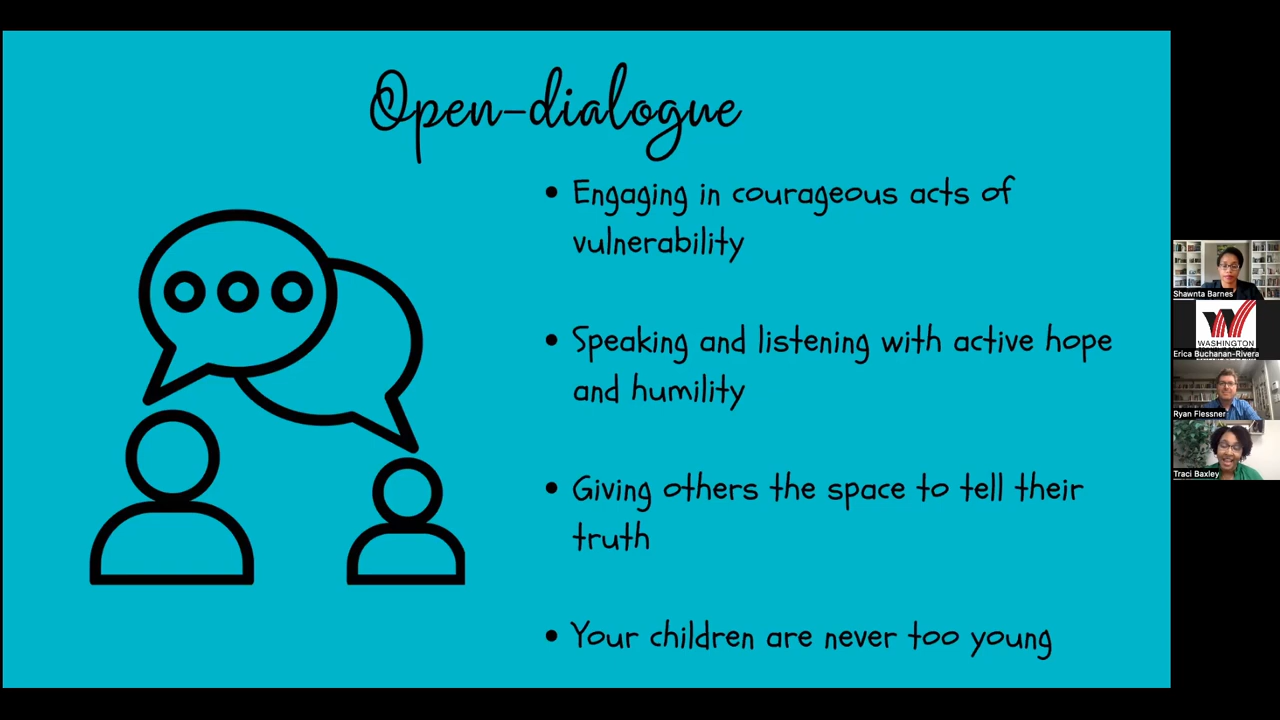 Open-dialogue
• Engaging in courageous acts of
vulnerability
• Speaking and listening with active hope
and humility
• Giving others the space to tell their
truth
• Your children are never too young
Shawnta Barnes
W
WASHINGTON
Erica Buchanan-Rivera
Ryan Flessner
Traci Baxley